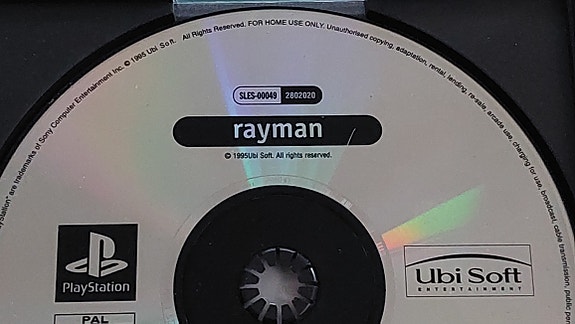 PlayStation" are trademarks of Sony Computer Entertainment Inc. © 1995 Ubi Soft. All Rights Reserved. FOR HOME USE ONLY. Unauthorised copying, adaptation, rental, lending, re-sale, arcade use, charging for use, broadcast, cable transmission, public
SLES-00049 2802020
rayman
© 1995Ubi Soft. All rights reserved.
PlayStation
Ubi Soft
ENTERTAINMENT
PAL